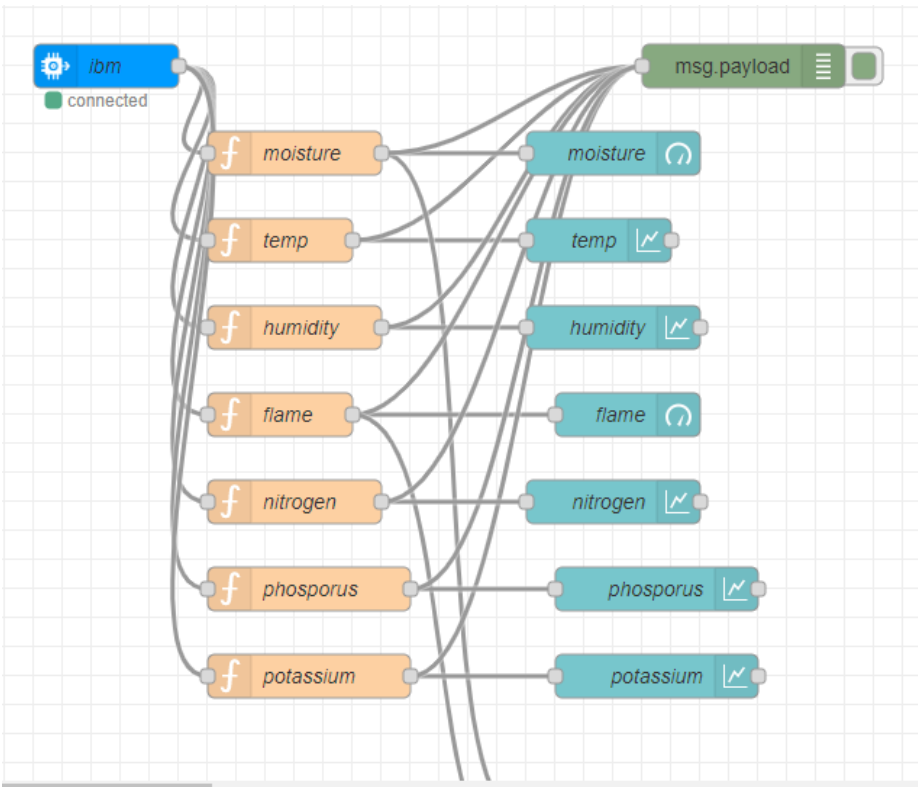 ibm
msg.payload
connected
moisture
moisture
temp
temp
humidity
humidity
flame
flame
nitrogen
nitrogen
phosporus
phosporus
potassium
potassium